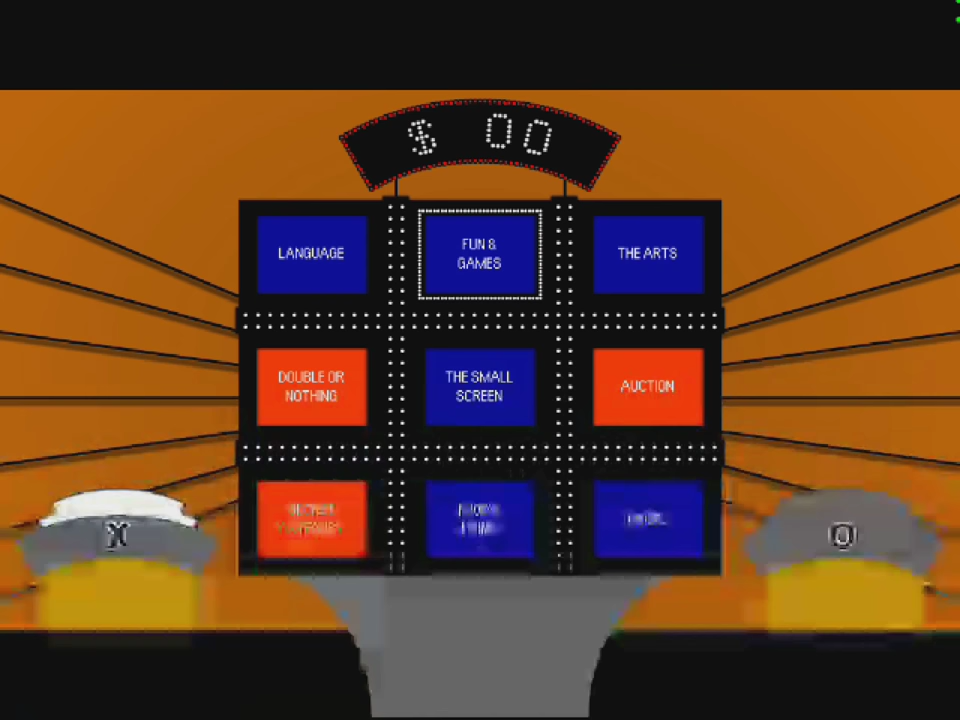 $ 00
LANGUAGE
FUN &
GAMES
THE ARTS
DOUBLE OR
NOTHING
THE SMALL
SCREEN
AUCTION
X
O